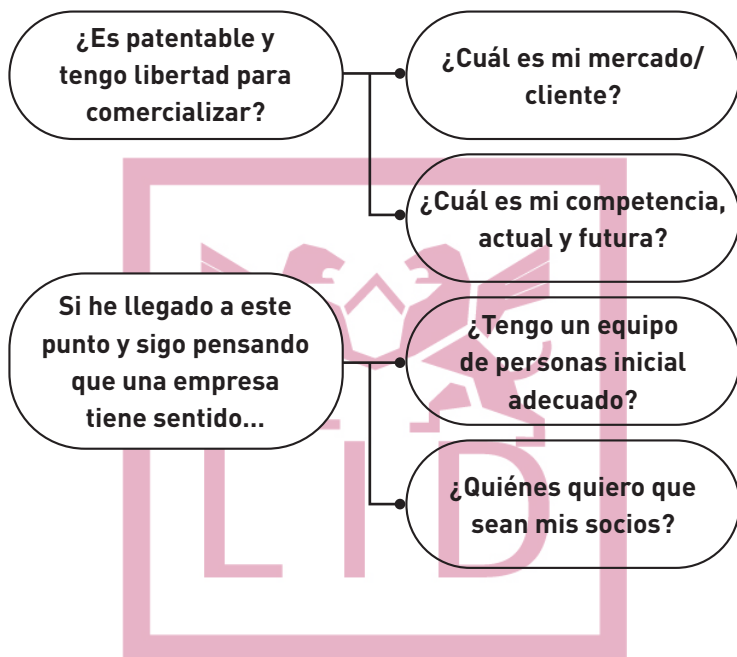 ¿Es patentable y
tengo libertad para
comercializar?
¿Cuál es mi mercado/
cliente?
¿Cuál es mi competencia,
actual y futura?
Si he llegado a este
punto y sigo pensando
que una empresa
tiene sentido...
¿Tengo un equipo
de personas inicial
adecuado?
¿Quiénes quiero que
sean mis socios?
LID